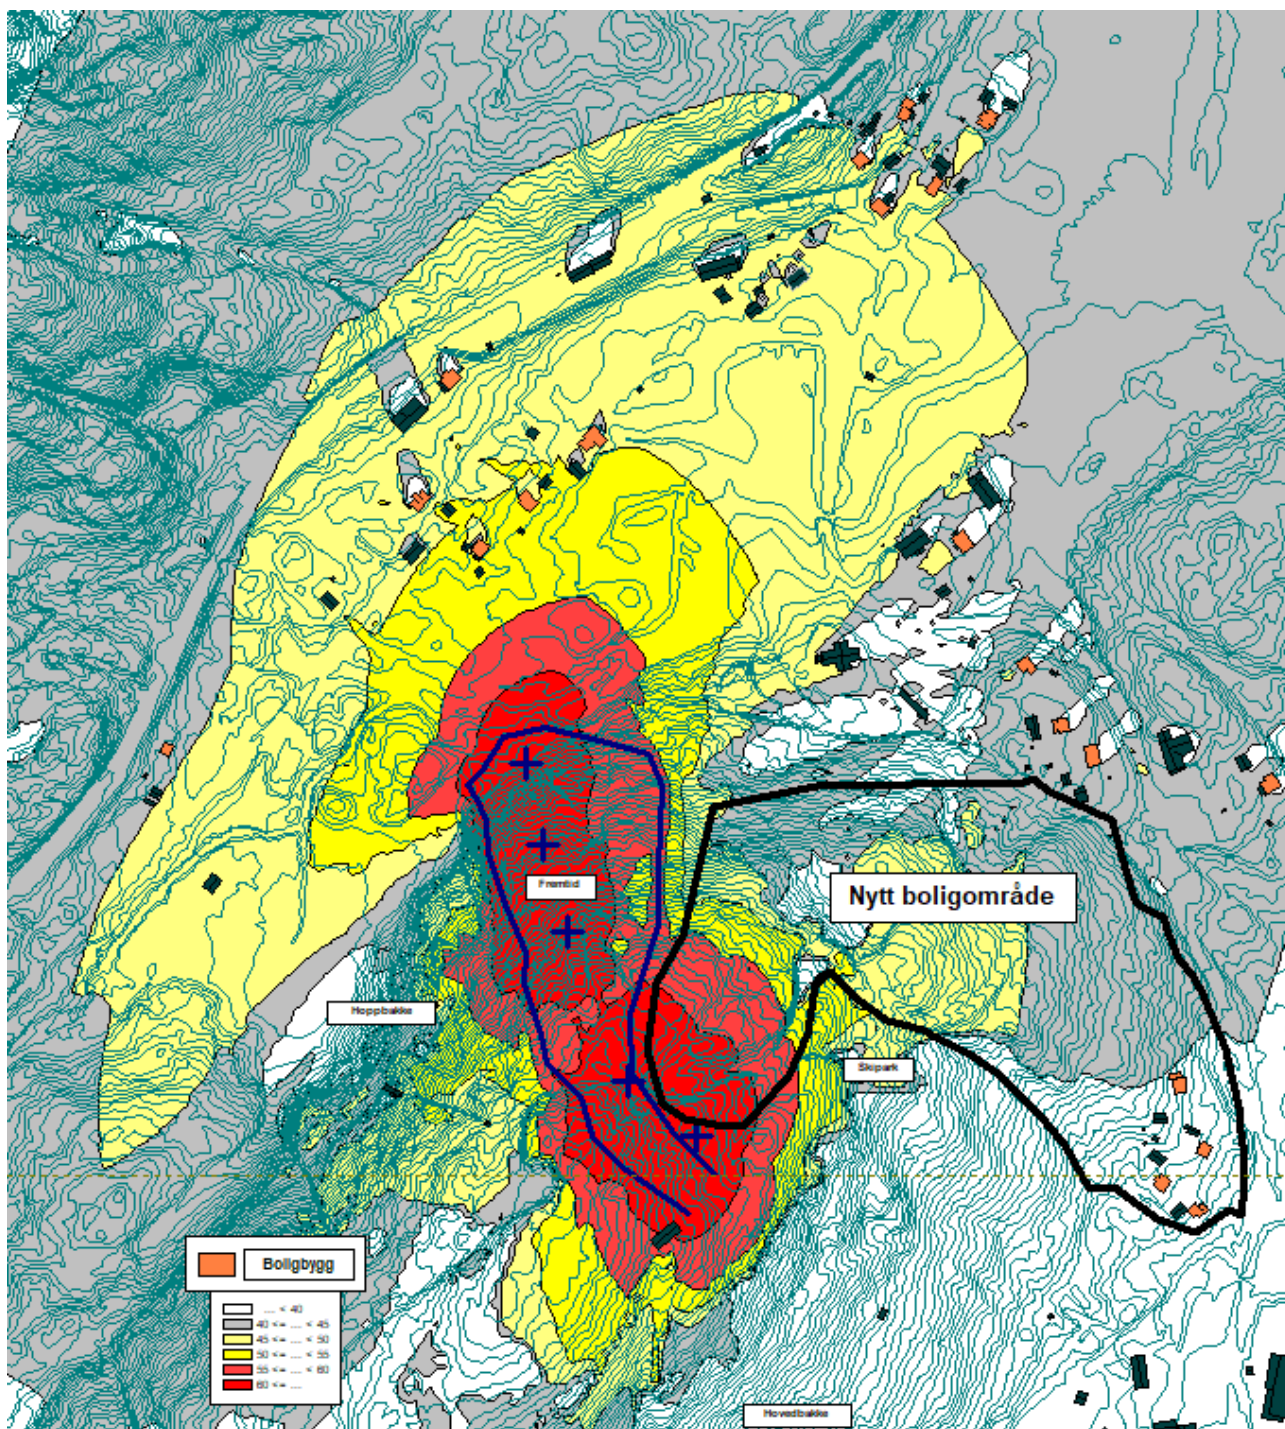 Fremtid
Nytt boligområde
Hoppbakke
Skipark
Boligbygg
.... < 40
40 <= .... < 45
45 <= .... < 50
50 <= .... < 55
55 <= .... < 60
60 <= ....
Hovedbakke